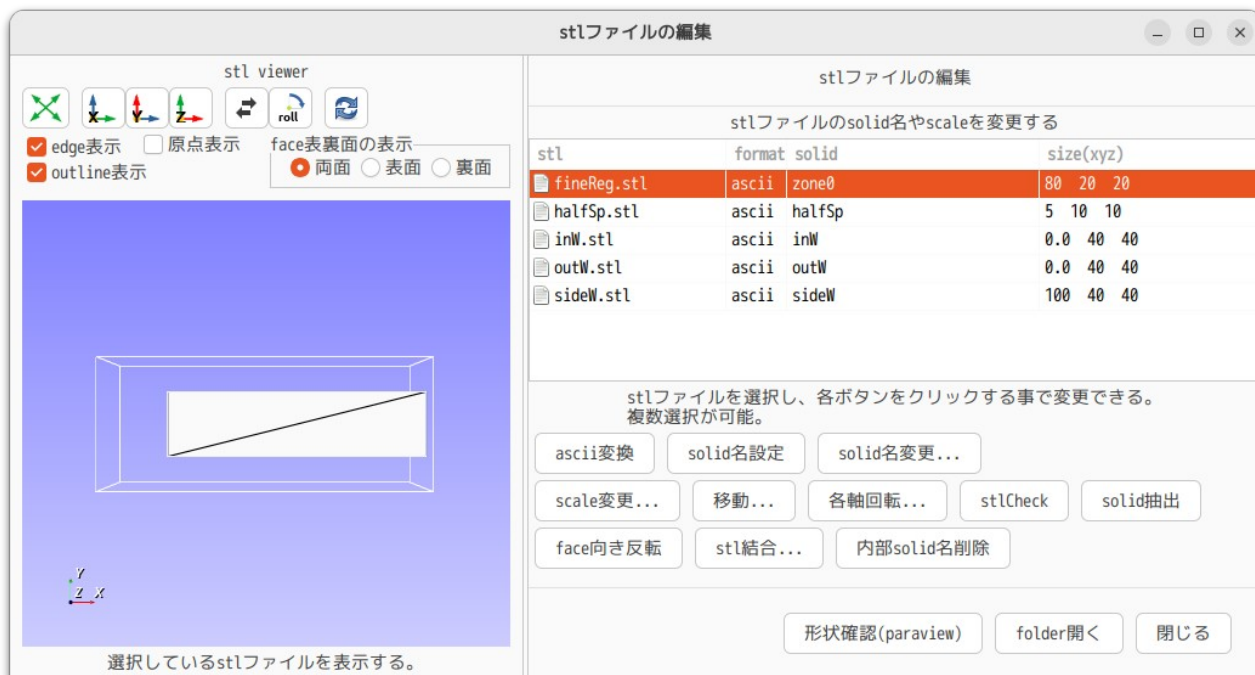 stlファイルの編集
stl viewer
X Y Z roll
edge表示 原点表示 face表裏面の表示
outline表示 両面 表面 裏面
Y
Z X
選択しているstlファイルを表示する。
stlファイルの編集
stlファイルのsolid名やscaleを変更する
stl format solid size(xyz)
fineReg.stl ascii zone0 80 20 20
halfSp.stl ascii halfSp 5 10 10
inW.stl ascii inW 0.0 40 40
outW.stl ascii outW 0.0 40 40
sideW.stl ascii sideW 100 40 40
stlファイルを選択し、各ボタンをクリックする事で変更できる。
複数選択が可能。
ascii変換 solid名設定 solid名変更...
scale変更... 移動... 各軸回転... stlCheck solid抽出
face向き反転 stl結合... 内部solid名削除
形状確認(paraview) folder開く 閉じる